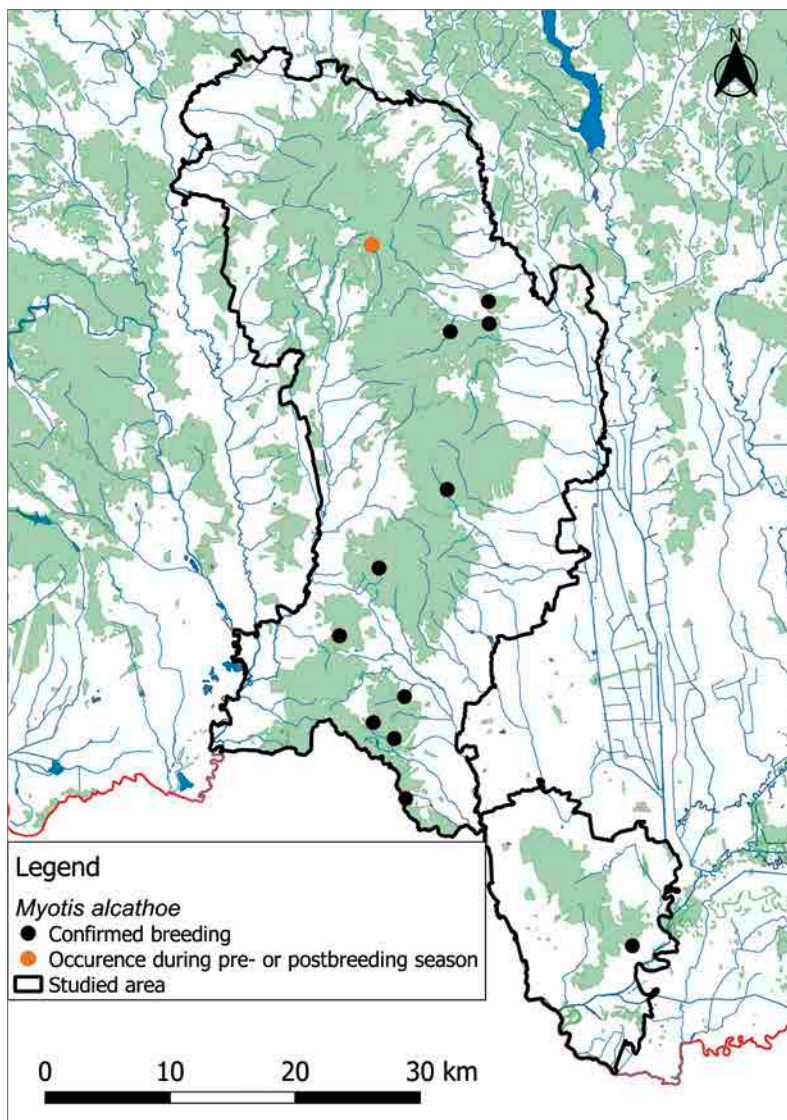 N
Legend
Myotis alcathoe
Confirmed breeding
Occurence during pre- or postbreeding season
Studied area
0 10 20 30 km